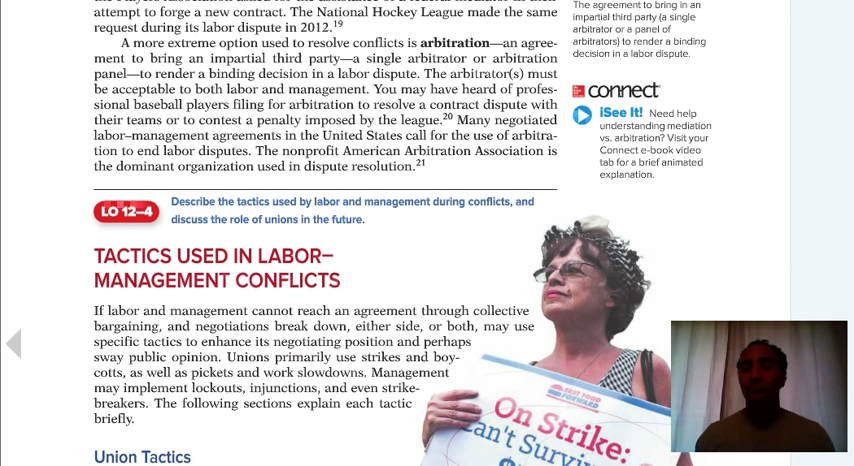 attempt to forge a new contract. The National Hockey League made the same
request during its labor dispute in 2012.19
A more extreme option used to resolve conflicts is arbitration—an agree-
ment to bring an impartial third party—a single arbitrator or arbitration
panel—to render a binding decision in a labor dispute. The arbitrator(s) must
be acceptable to both labor and management. You may have heard of profes-
sional baseball players filing for arbitration to resolve a contract dispute with
their teams or to contest a penalty imposed by the league.20 Many negotiated
labor–management agreements in the United States call for the use of arbitra-
tion to end labor disputes. The nonprofit American Arbitration Association is
the dominant organization used in dispute resolution.21
The agreement to bring in an
impartial third party (a single
arbitrator or a panel of
arbitrators) to render a binding
decision in a labor dispute.
connect
iSee It! Need help
understanding mediation
vs. arbitration? Visit your
Connect e-book video
tab for a brief animated
explanation.
LO 12–4
Describe the tactics used by labor and management during conflicts, and
discuss the role of unions in the future.
TACTICS USED IN LABOR–
MANAGEMENT CONFLICTS
If labor and management cannot reach an agreement through collective
bargaining, and negotiations break down, either side, or both, may use
specific tactics to enhance its negotiating position and perhaps
sway public opinion. Unions primarily use strikes and boy-
cotts, as well as pickets and work slowdowns. Management
may implement lockouts, injunctions, and even strike-
breakers. The following sections explain each tactic
briefly.
Union Tactics
FAST FOOD
FORWARD
On Strike:
Can't